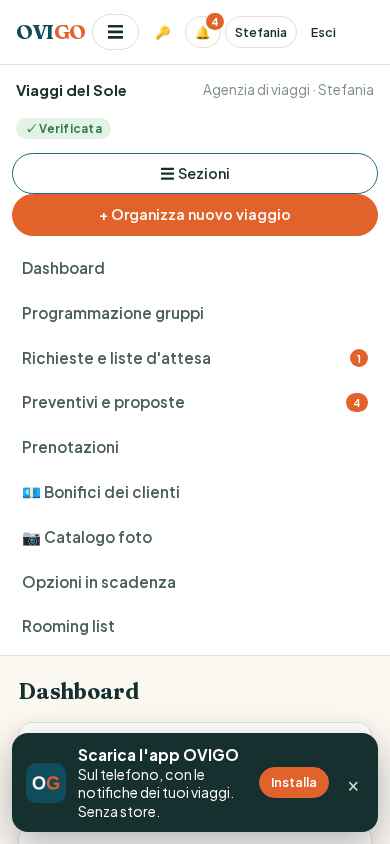 OVIGO ☰ 🔑 🔔 4 Stefania Esci
Viaggi del Sole Agenzia di viaggi · Stefania
✓ Verificata
☰ Sezioni
+ Organizza nuovo viaggio
Dashboard
Programmazione gruppi
Richieste e liste d'attesa 1
Preventivi e proposte 4
Prenotazioni
💶 Bonifici dei clienti
📷 Catalogo foto
Opzioni in scadenza
Rooming list
Dashboard
OG
Scarica l'app OVIGO
Sul telefono, con le
notifiche dei tuoi viaggi.
Senza store.
Installa ×